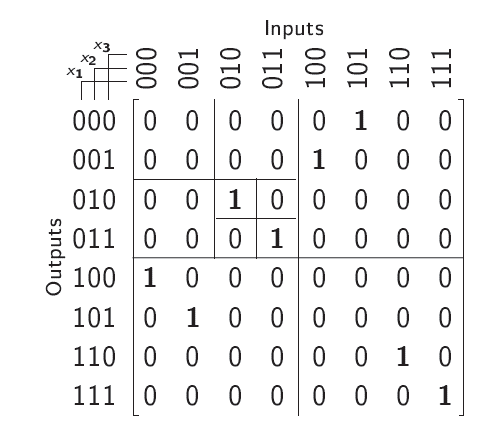 Inputs
x3
x2
x1
000 001 010 011 100 101 110 111
000 0 0 0 0 0 1 0 0
001 0 0 0 0 1 0 0 0
010 0 0 1 0 0 0 0 0
011 0 0 0 1 0 0 0 0
100 1 0 0 0 0 0 0 0
101 0 1 0 0 0 0 0 0
110 0 0 0 0 0 0 1 0
111 0 0 0 0 0 0 0 1
Outputs